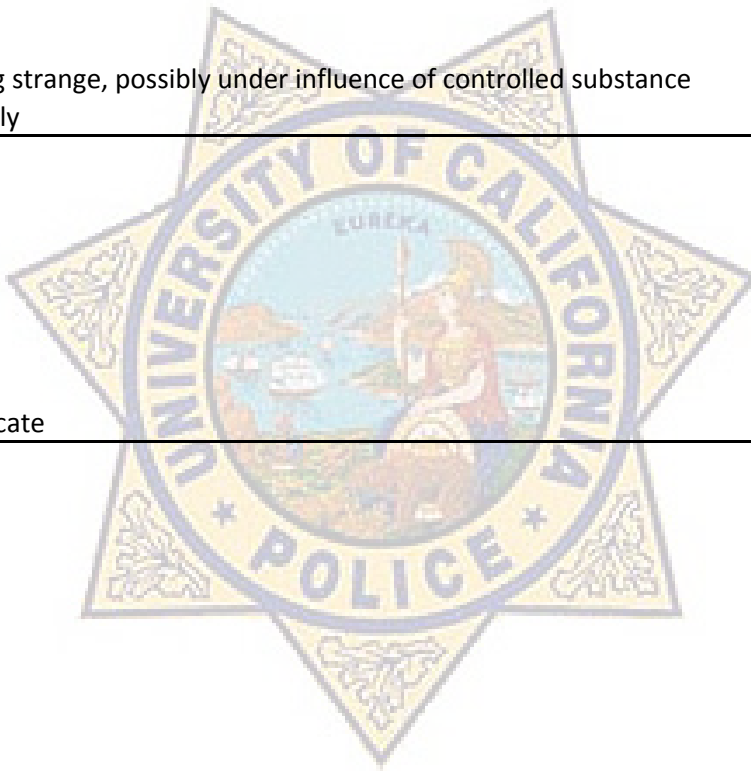 g strange, possibly under influence of controlled substance
ly
UNIVERSITY OF CALIFORNIA
EUREKA
cate
* POLICE *